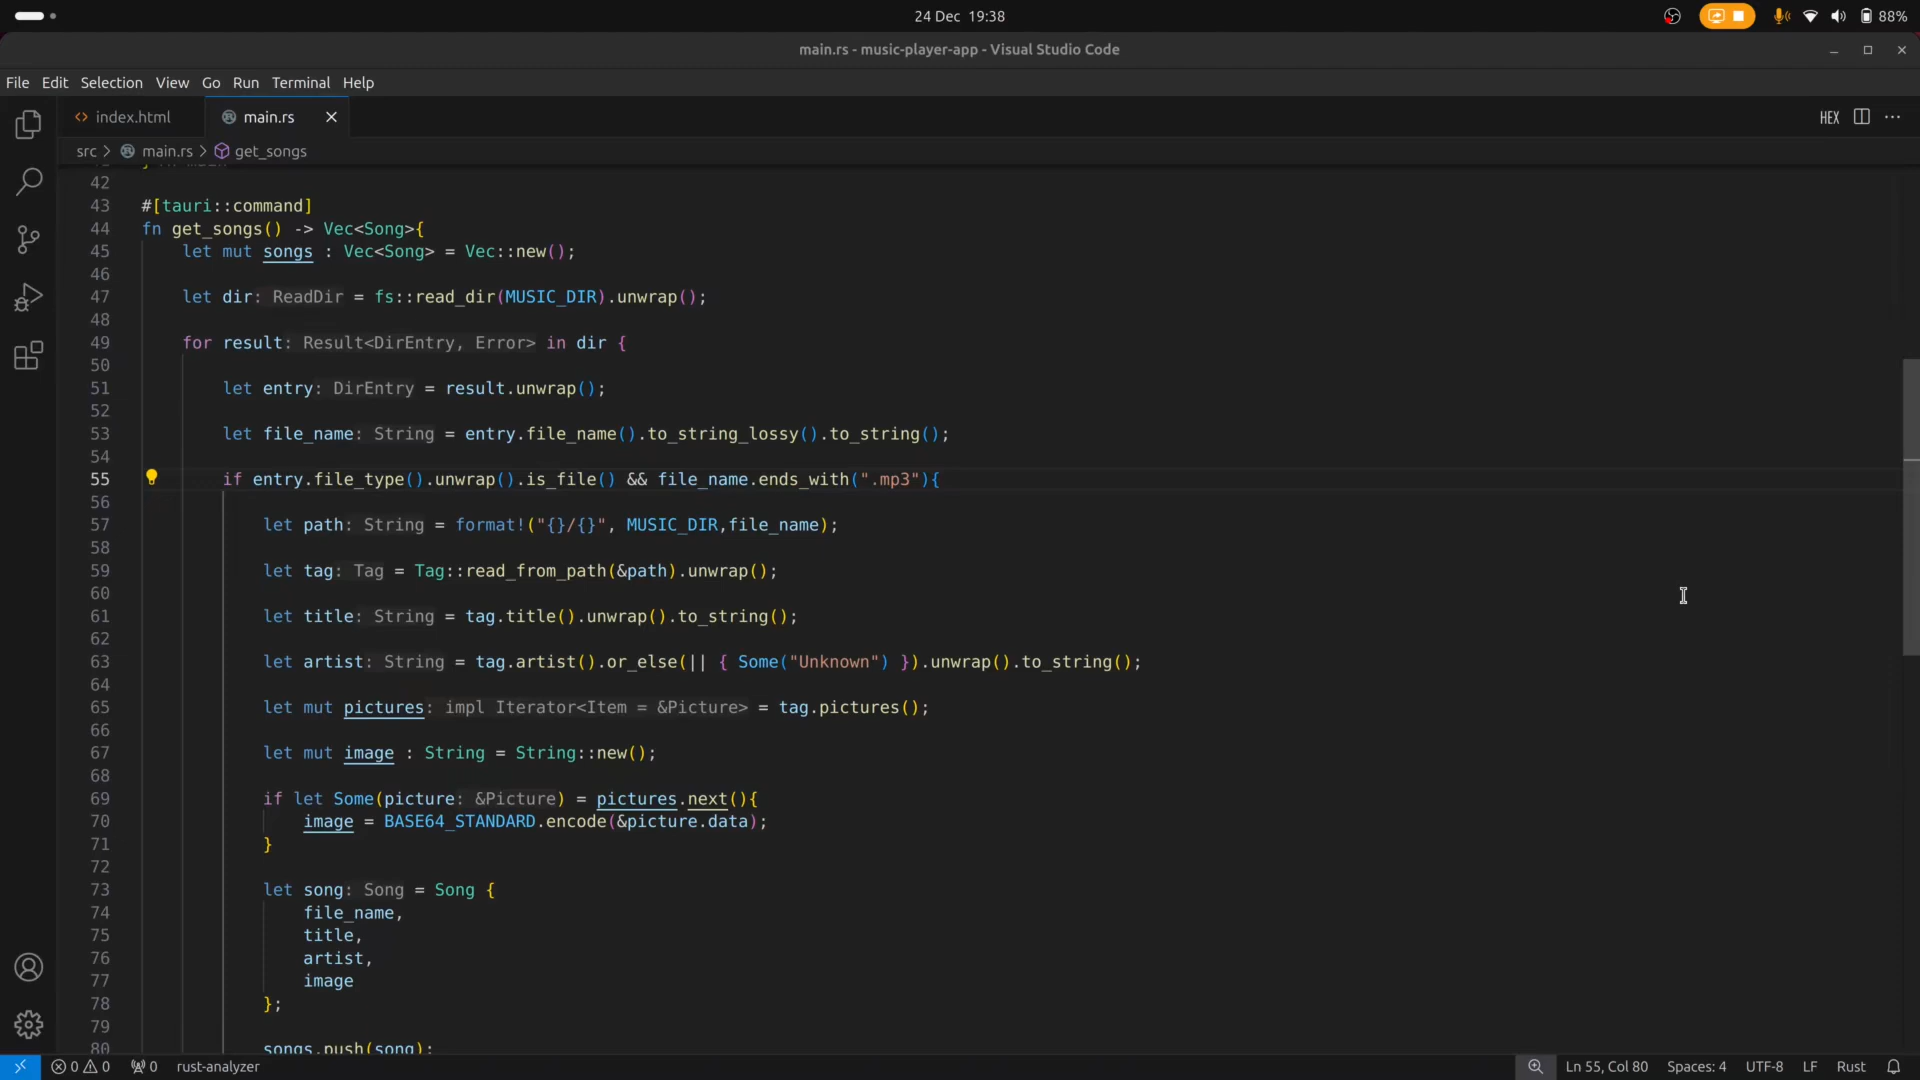 24 Dec 19:38
88%
main.rs - music-player-app - Visual Studio Code
File Edit Selection View Go Run Terminal Help
index.html main.rs HEX
src > main.rs > get_songs
42
43 #[tauri::command]
44 fn get_songs() -> Vec<Song>{
45 let mut songs : Vec<Song> = Vec::new();
46
47 let dir: ReadDir = fs::read_dir(MUSIC_DIR).unwrap();
48
49 for result: Result<DirEntry, Error> in dir {
50
51 let entry: DirEntry = result.unwrap();
52
53 let file_name: String = entry.file_name().to_string_lossy().to_string();
54
55 if entry.file_type().unwrap().is_file() && file_name.ends_with(".mp3"){
56
57 let path: String = format!("{}/{}", MUSIC_DIR,file_name);
58
59 let tag: Tag = Tag::read_from_path(&path).unwrap();
60
61 let title: String = tag.title().unwrap().to_string();
62
63 let artist: String = tag.artist().or_else(|| { Some("Unknown") }).unwrap().to_string();
64
65 let mut pictures: impl Iterator<Item = &Picture> = tag.pictures();
66
67 let mut image : String = String::new();
68
69 if let Some(picture: &Picture) = pictures.next(){
70 image = BASE64_STANDARD.encode(&picture.data);
71 }
72
73 let song: Song = Song {
74 file_name,
75 title,
76 artist,
77 image
78 };
79
80 songs.push(song);
0 0 0 rust-analyzer Ln 55, Col 80 Spaces: 4 UTF-8 LF Rust